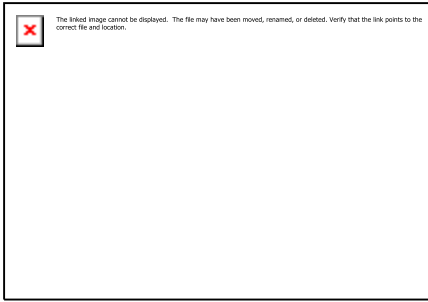 The linked image cannot be displayed.  The file may have been moved, renamed, or deleted. Verify that the link points to the
correct file and location.